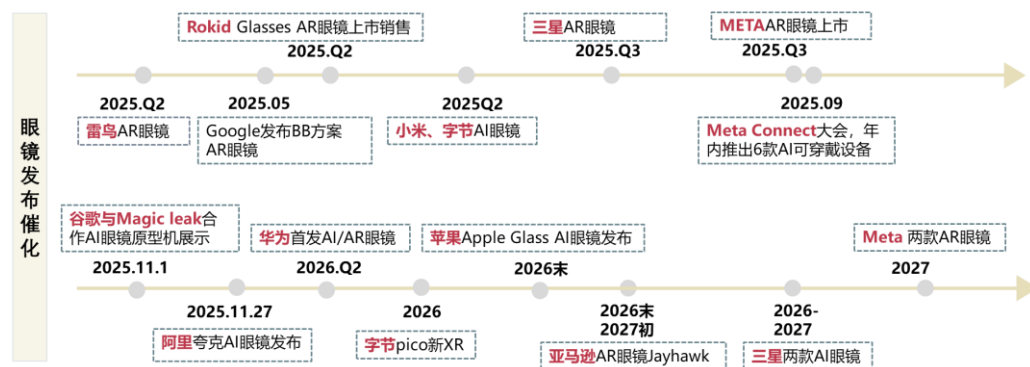 眼镜发布催化
Rokid Glasses AR眼镜上市销售
2025.Q2
三星AR眼镜
2025.Q3
METAAR眼镜上市
2025.Q3
2025.Q2
雷鸟AR眼镜
2025.05
Google发布BB方案
AR眼镜
2025Q2
小米、字节AI眼镜
2025.09
Meta Connect大会，年
内推出6款AI可穿戴设备
谷歌与Magic leak合
作AI眼镜原型机展示
2025.11.1
华为首发AI/AR眼镜
2026.Q2
苹果Apple Glass AI眼镜发布
2026末
Meta 两款AR眼镜
2027
2025.11.27
阿里夸克AI眼镜发布
2026
字节pico新XR
2026末
2027初
亚马逊AR眼镜Jayhawk
2026-
2027
三星两款AI眼镜